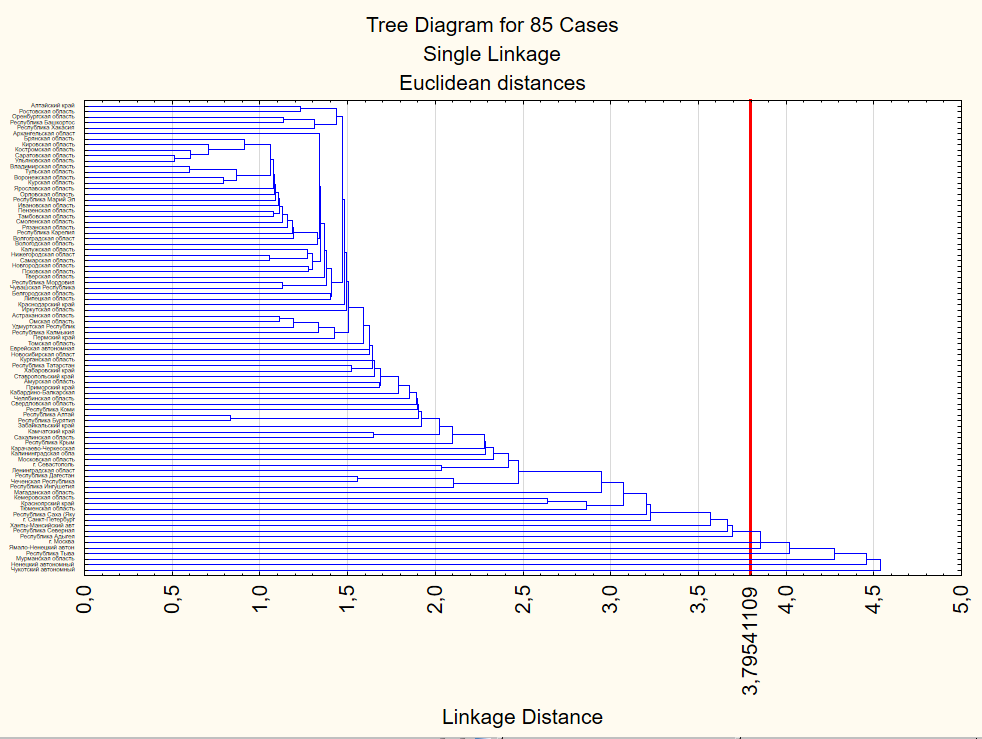 Tree Diagram for 85 Cases
Single Linkage
Euclidean distances
Алтайский край
Ростовская область
Оренбургская область
Республика Башкортос
Республика Хакасия
Архангельская област
Брянская область
Кировская область
Костромская область
Саратовская область
Ульяновская область
Владимирская область
Тульская область
Воронежская область
Курская область
Ярославская область
Орловская область
Республика Марий Эл
Ивановская область
Пензенская область
Тамбовская область
Смоленская область
Рязанская область
Республика Карелия
Волгоградская област
Вологодская область
Калужская область
Нижегородская област
Самарская область
Новгородская область
Псковская область
Тверская область
Республика Мордовия
Чувашская Республика
Белгородская область
Липецкая область
Краснодарский край
Иркутская область
Астраханская область
Омская область
Удмуртская Республик
Республика Калмыкия
Пермский край
Томская область
Еврейская автономная
Новосибирская област
Курганская область
Республика Татарстан
Хабаровский край
Ставропольский край
Амурская область
Приморский край
Кабардино-Балкарская
Челябинская область
Свердловская область
Республика Коми
Республика Алтай
Республика Бурятия
Забайкальский край
Камчатский край
Сахалинская область
Республика Крым
Карачаево-Черкесская
Калининградская обла
Московская область
г. Севастополь
Ленинградская област
Республика Дагестан
Чеченская Республика
Республика Ингушетия
Магаданская область
Кемеровская область
Красноярский край
Тюменская область
Республика Саха (Яку
г. Санкт-Петербург
Ханты-Мансийский авт
Республика Северная
Республика Адыгея
г. Москва
Ямало-Ненецкий автон
Республика Тыва
Мурманская область
Ненецкий автономный
Чукотский автономный
0,0 0,5 1,0 1,5 2,0 2,5 3,0 3,5 3,79541109 4,0 4,5 5,0
Linkage Distance